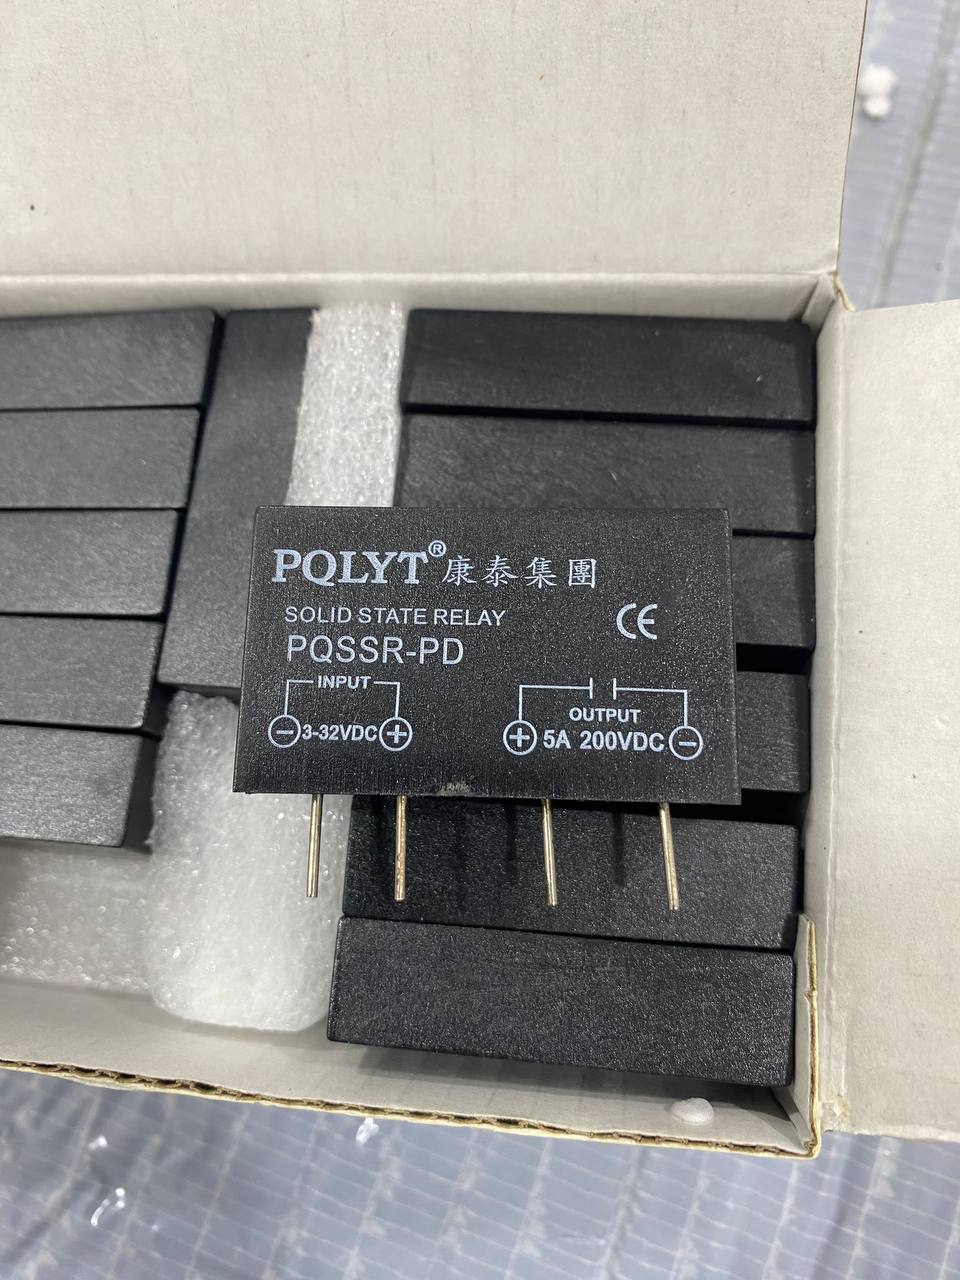 PQLYT® 康泰集團
SOLID STATE RELAY
CE
PQSSR-PD
INPUT
OUTPUT
− 3-32VDC +
+ 5A 200VDC −